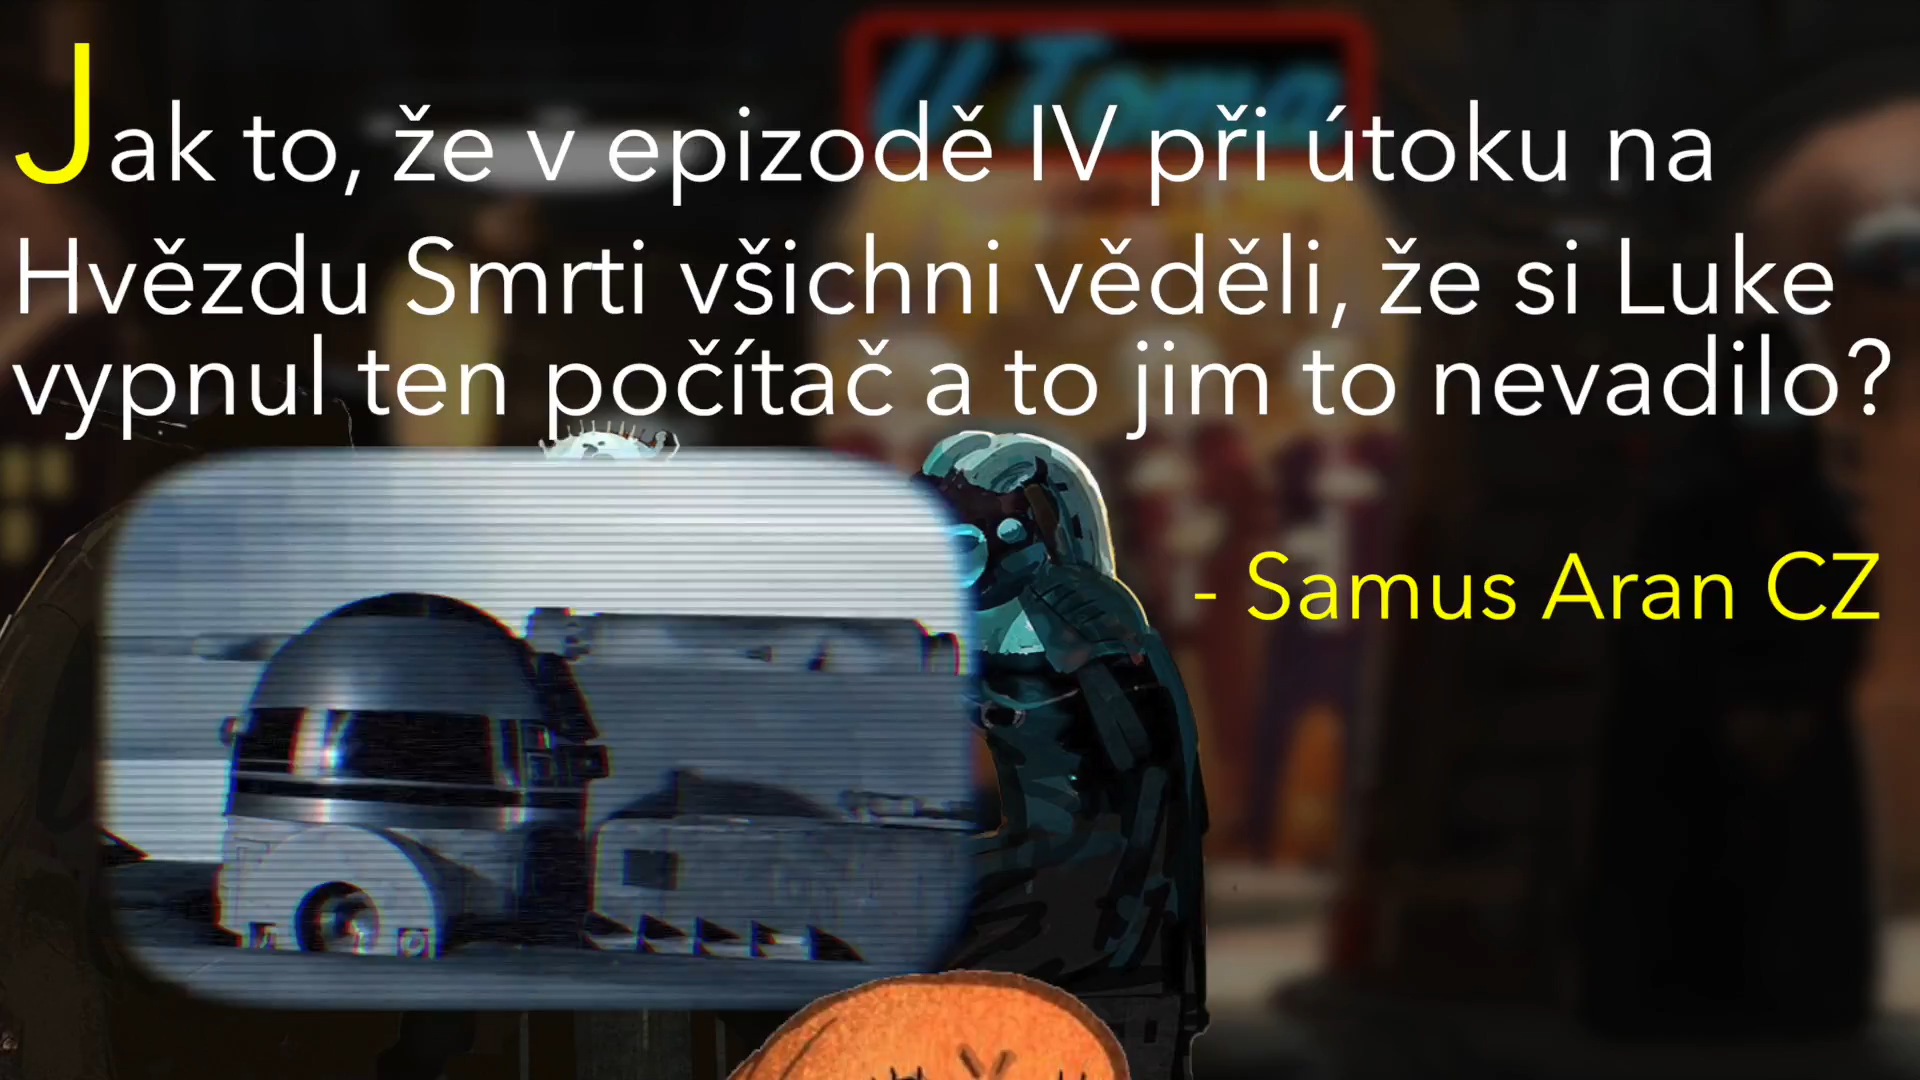 U Toma
Jak to, že v epizodě IV při útoku na
Hvězdu Smrti všichni věděli, že si Luke
vypnul ten počítač a to jim to nevadilo?
- Samus Aran CZ